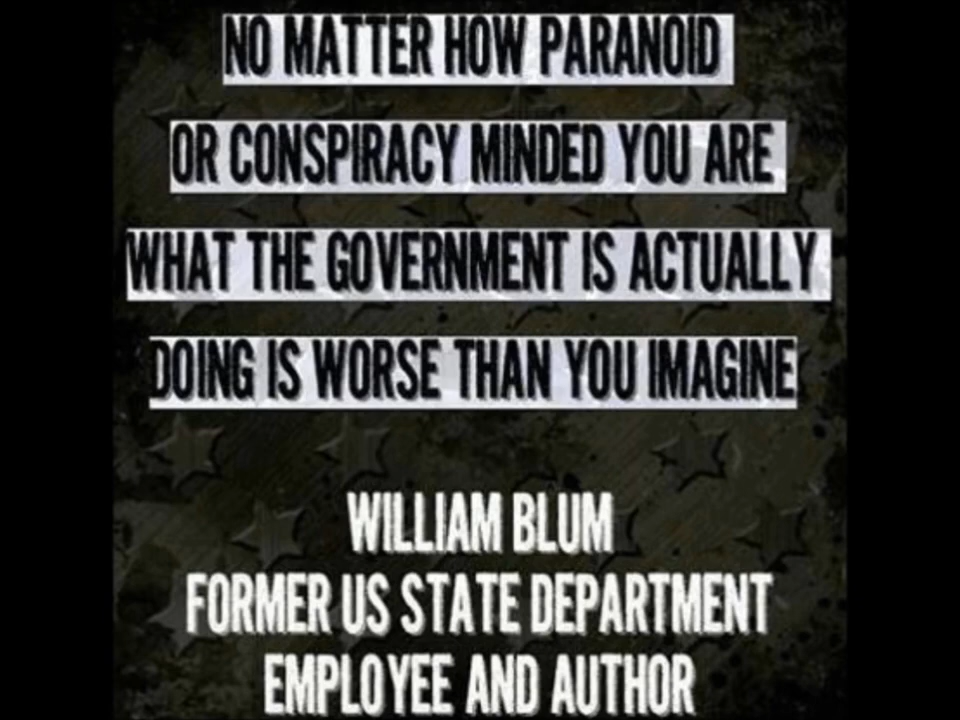 NO MATTER HOW PARANOID
OR CONSPIRACY MINDED YOU ARE
WHAT THE GOVERNMENT IS ACTUALLY
DOING IS WORSE THAN YOU IMAGINE
WILLIAM BLUM
FORMER US STATE DEPARTMENT
EMPLOYEE AND AUTHOR